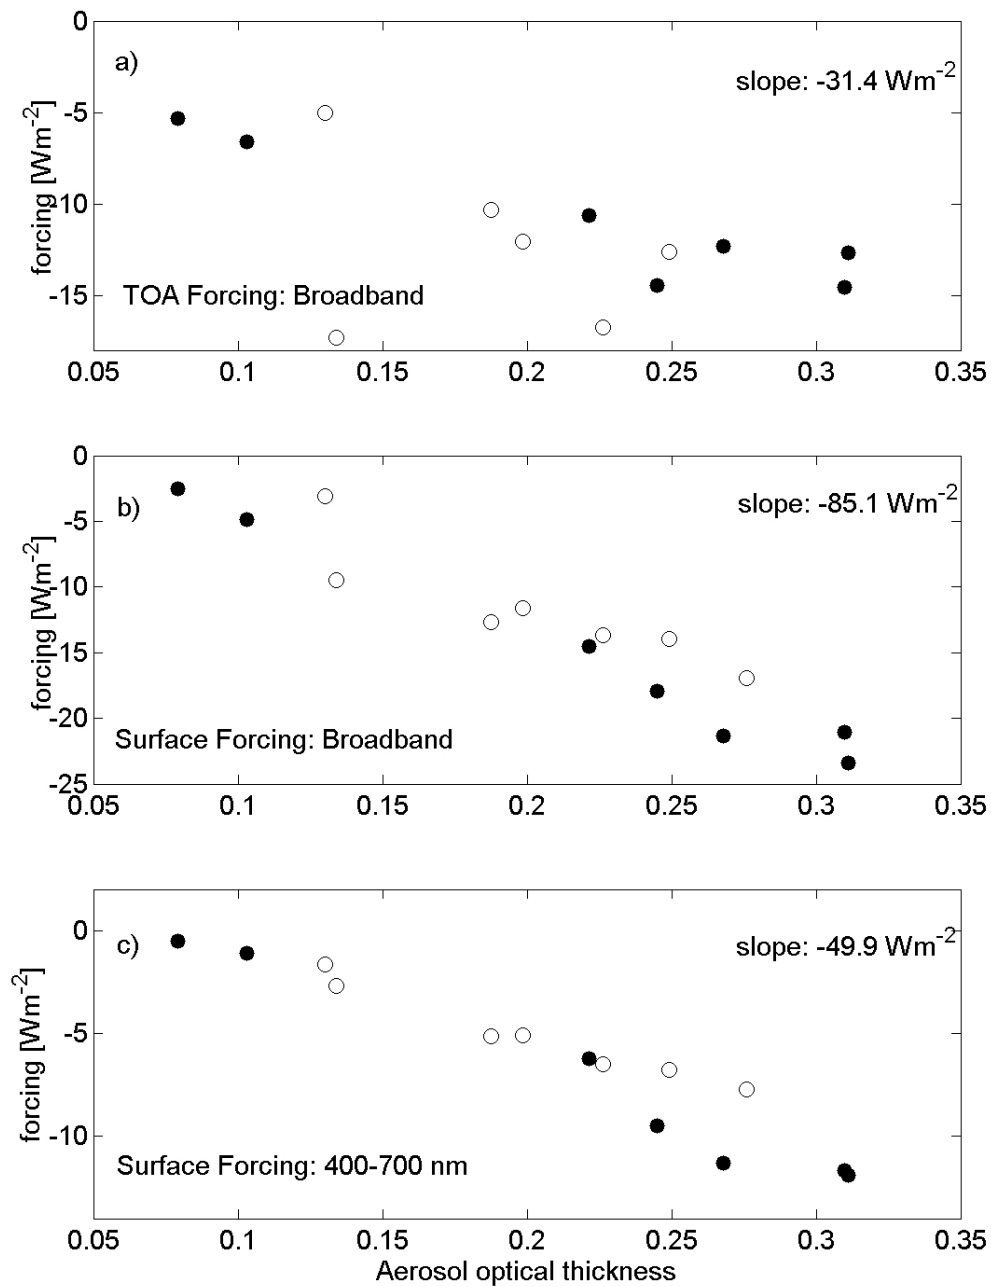 0
a)
slope: -31.4 Wm-2
-5
-10
-15
forcing [Wm-2]
TOA Forcing: Broadband
0.05 0.1 0.15 0.2 0.25 0.3 0.35
0
b)
slope: -85.1 Wm-2
-5
-10
-15
-20
-25
forcing [Wm-2]
Surface Forcing: Broadband
0.05 0.1 0.15 0.2 0.25 0.3 0.35
0
c)
slope: -49.9 Wm-2
-5
-10
forcing [Wm-2]
Surface Forcing: 400-700 nm
0.05 0.1 0.15 0.2 0.25 0.3 0.35
Aerosol optical thickness